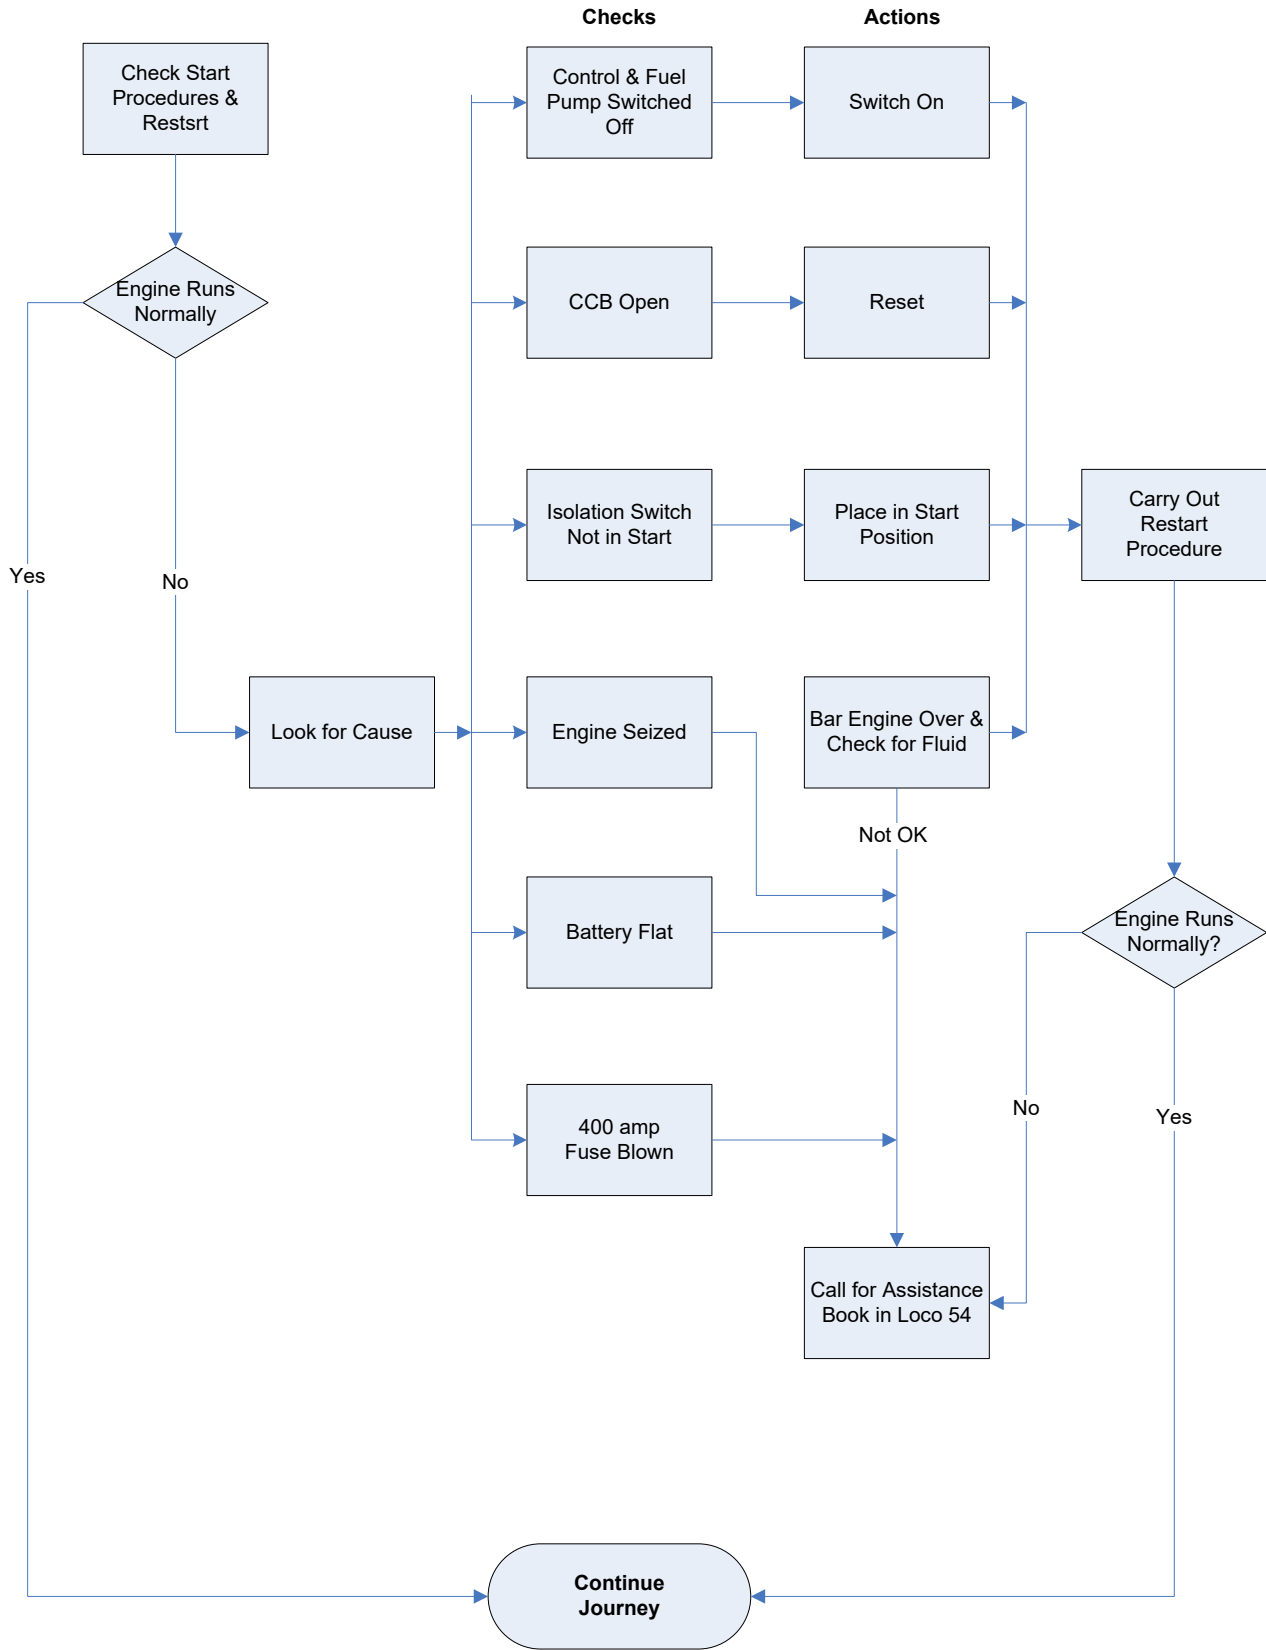 Checks
Actions
Check Start
Procedures &
Restsrt
Control & Fuel
Pump Switched
Off
Switch On
Engine Runs
Normally
CCB Open
Reset
Isolation Switch
Not in Start
Place in Start
Position
Carry Out
Restart
Procedure
Yes
No
Look for Cause
Engine Seized
Bar Engine Over &
Check for Fluid
Not OK
Battery Flat
Engine Runs
Normally?
400 amp
Fuse Blown
No
Yes
Call for Assistance
Book in Loco 54
Continue
Journey